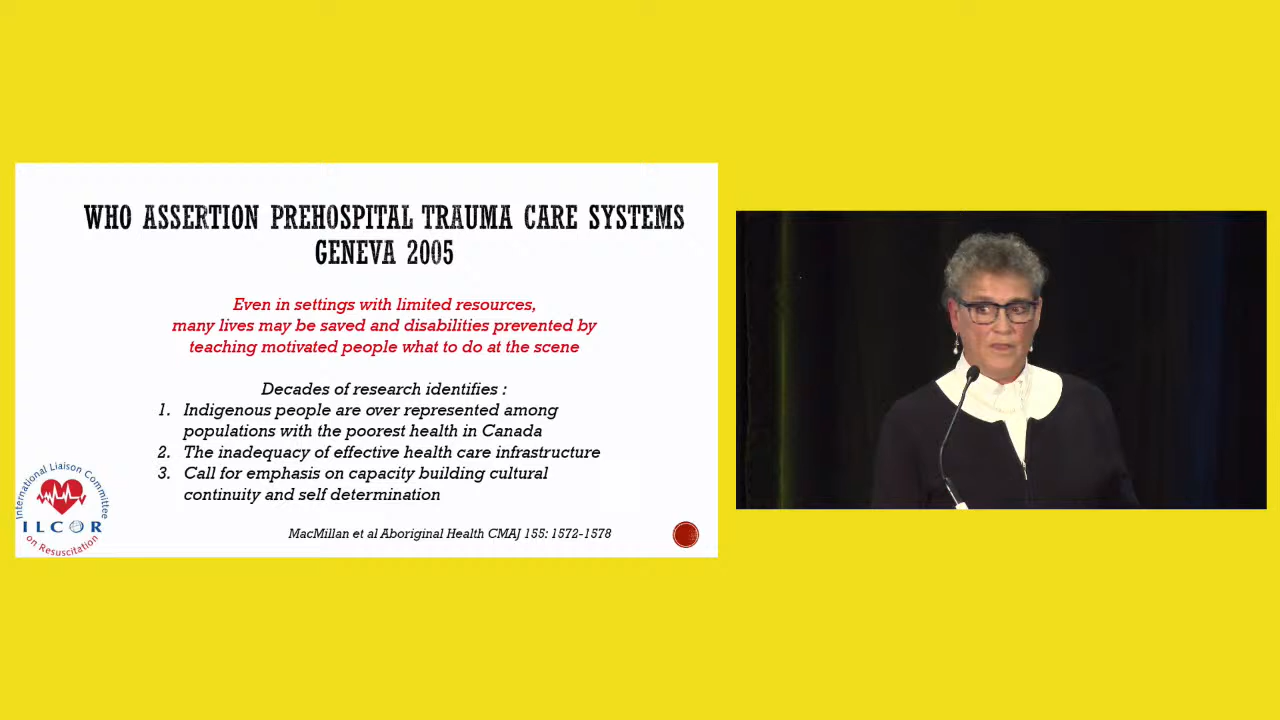 WHO ASSERTION PREHOSPITAL TRAUMA CARE SYSTEMS
GENEVA 2005
Even in settings with limited resources,
many lives may be saved and disabilities prevented by
teaching motivated people what to do at the scene
Decades of research identifies :
1. Indigenous people are over represented among
populations with the poorest health in Canada
2. The inadequacy of effective health care infrastructure
3. Call for emphasis on capacity building cultural
continuity and self determination
MacMillan et al Aboriginal Health CMAJ 155: 1572-1578
International Liaison Committee
ILCOR
on Resuscitation